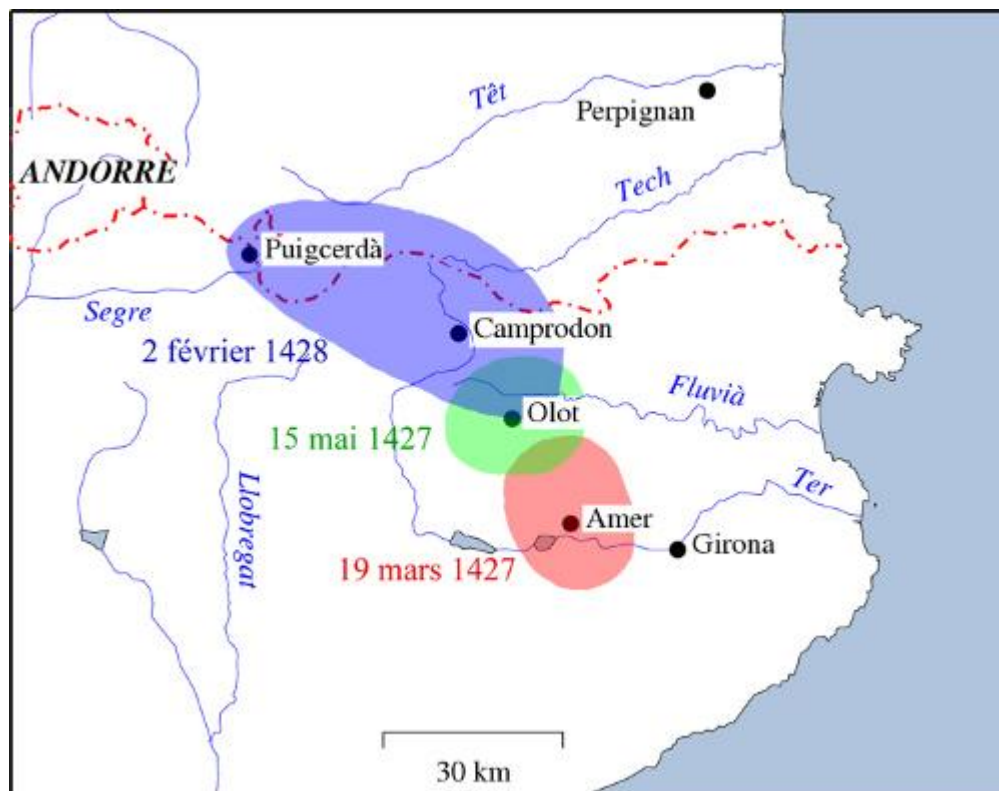 Têt
Perpignan
ANDORRE
Tech
Puigcerdà
Segre
Camprodon
2 février 1428
Fluvià
Olot
15 mai 1427
Llobregat
Ter
Amer
Girona
19 mars 1427
30 km